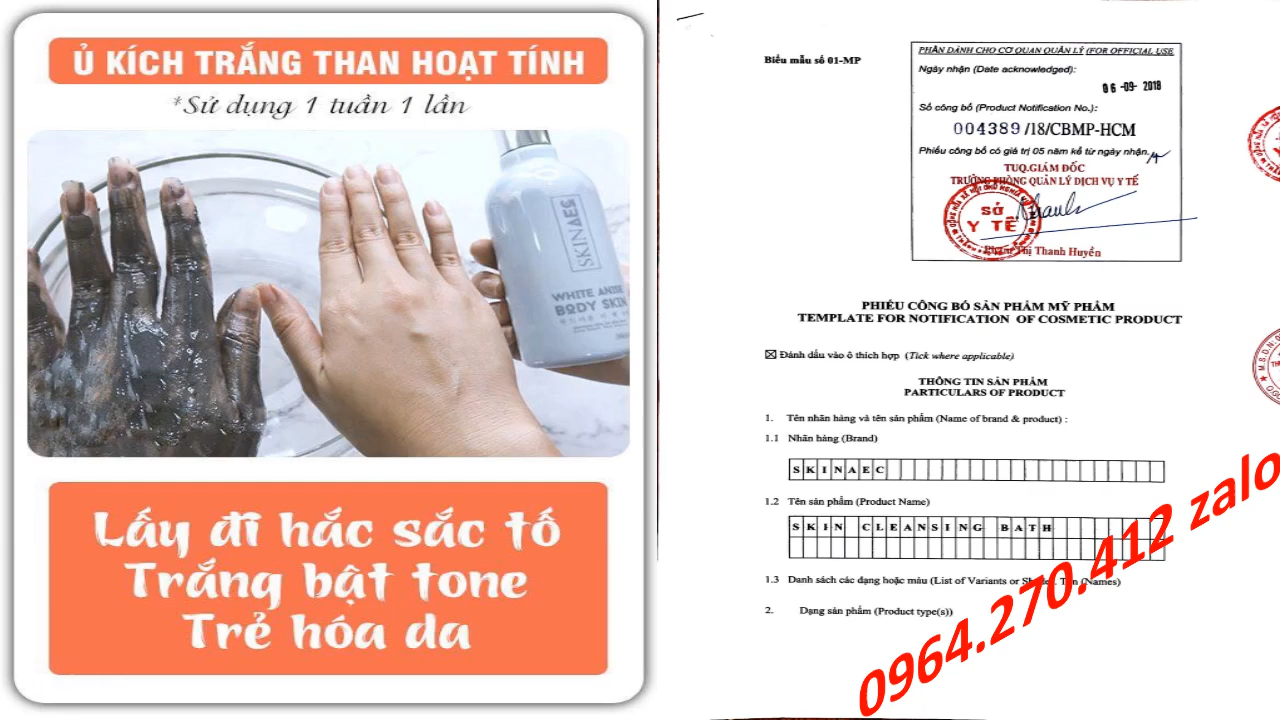 Ủ KÍCH TRẮNG THAN HOẠT TÍNH
*Sử dụng 1 tuần 1 lần
SKINAEC
BODY SKIN
Lấy đi hắc sắc tố
Trắng bật tone
Trẻ hóa da
Biểu mẫu số 01-MP
PHẦN DÀNH CHO CƠ QUAN QUẢN LÝ (FOR OFFICIAL USE
Ngày nhận (Date acknowledged):
06 -09- 2018
Số công bố (Product Notification No.):
004389/18/CBMP-HCM
Phiếu công bố có giá trị 05 năm kể từ ngày nhận.
TUQ.GIÁM ĐỐC
TRƯỞNG PHÒNG QUẢN LÝ DỊCH VỤ Y TẾ
SỞ
Y TẾ
Phạm Thị Thanh Huyền
PHIẾU CÔNG BỐ SẢN PHẨM MỸ PHẨM
TEMPLATE FOR NOTIFICATION OF COSMETIC PRODUCT
☒ Đánh dấu vào ô thích hợp (Tick where applicable)
THÔNG TIN SẢN PHẨM
PARTICULARS OF PRODUCT
1. Tên nhãn hàng và tên sản phẩm (Name of brand & product) :
1.1 Nhãn hàng (Brand)
SKINAEC
1.2 Tên sản phẩm (Product Name)
SKIN CLEANSING BATH
1.3 Danh sách các dạng hoặc màu (List of Variants or Names)
2. Dạng sản phẩm (Product type(s))
0964.270.412 zalo